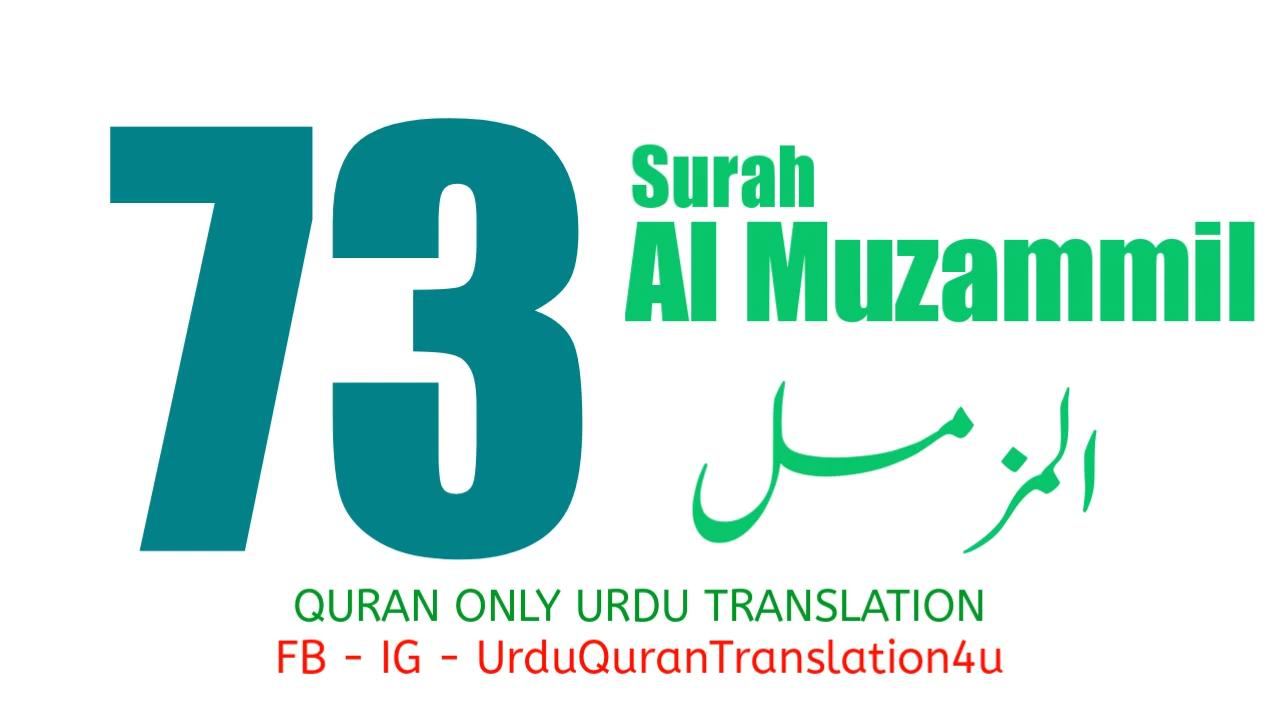 73
Surah
Al Muzammil
المزمل
QURAN ONLY URDU TRANSLATION
FB - IG - UrduQuranTranslation4u